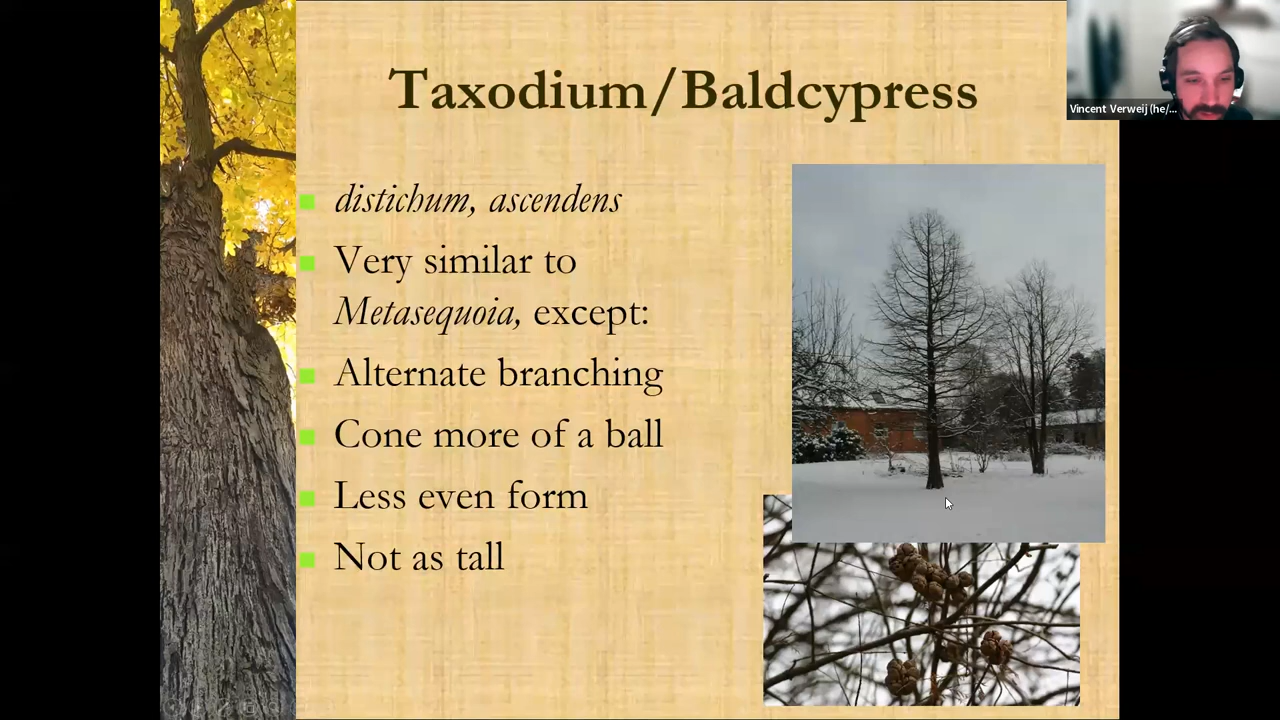 Taxodium/Baldcypress
Vincent Verweij (he/...
distichum, ascendens
Very similar to
Metasequoia, except:
Alternate branching
Cone more of a ball
Less even form
Not as tall